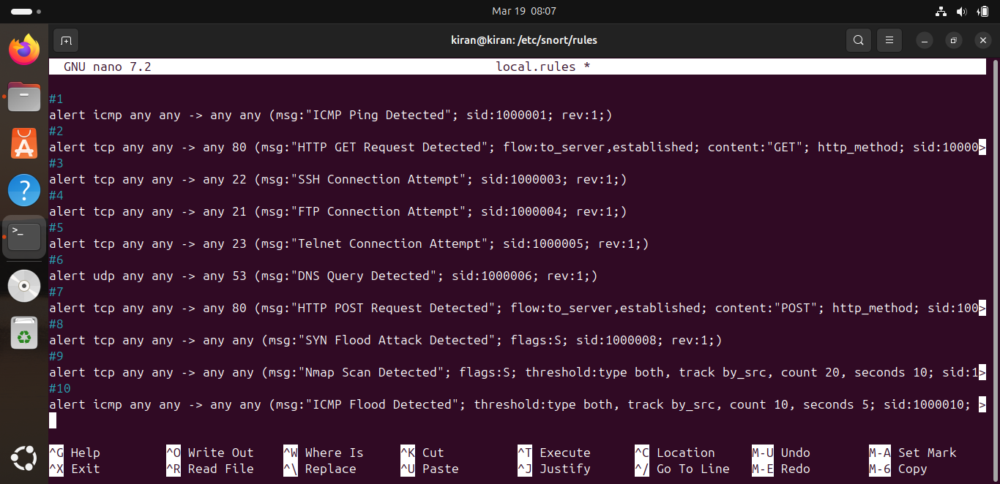 Mar 19 08:07
kiran@kiran: /etc/snort/rules
GNU nano 7.2 local.rules *
#1
alert icmp any any -> any any (msg:"ICMP Ping Detected"; sid:1000001; rev:1;)
#2
alert tcp any any -> any 80 (msg:"HTTP GET Request Detected"; flow:to_server,established; content:"GET"; http_method; sid:10000>
#3
alert tcp any any -> any 22 (msg:"SSH Connection Attempt"; sid:1000003; rev:1;)
#4
alert tcp any any -> any 21 (msg:"FTP Connection Attempt"; sid:1000004; rev:1;)
#5
alert tcp any any -> any 23 (msg:"Telnet Connection Attempt"; sid:1000005; rev:1;)
#6
alert udp any any -> any 53 (msg:"DNS Query Detected"; sid:1000006; rev:1;)
#7
alert tcp any any -> any 80 (msg:"HTTP POST Request Detected"; flow:to_server,established; content:"POST"; http_method; sid:100>
#8
alert tcp any any -> any any (msg:"SYN Flood Attack Detected"; flags:S; sid:1000008; rev:1;)
#9
alert tcp any any -> any any (msg:"Nmap Scan Detected"; flags:S; threshold:type both, track by_src, count 20, seconds 10; sid:1>
#10
alert icmp any any -> any any (msg:"ICMP Flood Detected"; threshold:type both, track by_src, count 10, seconds 5; sid:1000010; >
^G Help ^O Write Out ^W Where Is ^K Cut ^T Execute ^C Location M-U Undo M-A Set Mark
^X Exit ^R Read File ^\ Replace ^U Paste ^J Justify ^/ Go To Line M-E Redo M-6 Copy